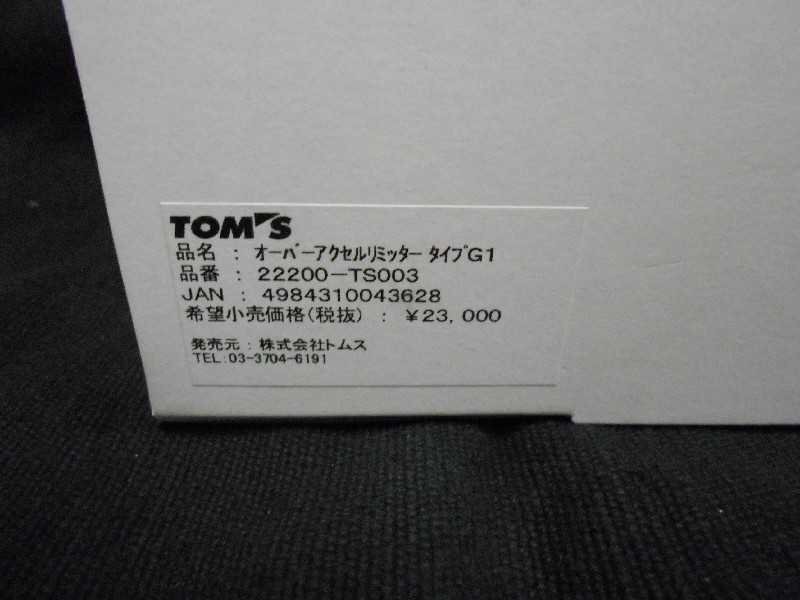 TOM'S
品名 : ｵｰﾊﾞｰｱｸｾﾙﾘﾐｯﾀｰ ﾀｲﾌﾟG1
品番 : 22200-TS003
JAN : 4984310043628
希望小売価格(税抜) : ￥23,000
発売元 : 株式会社トムス
TEL:03-3704-6191